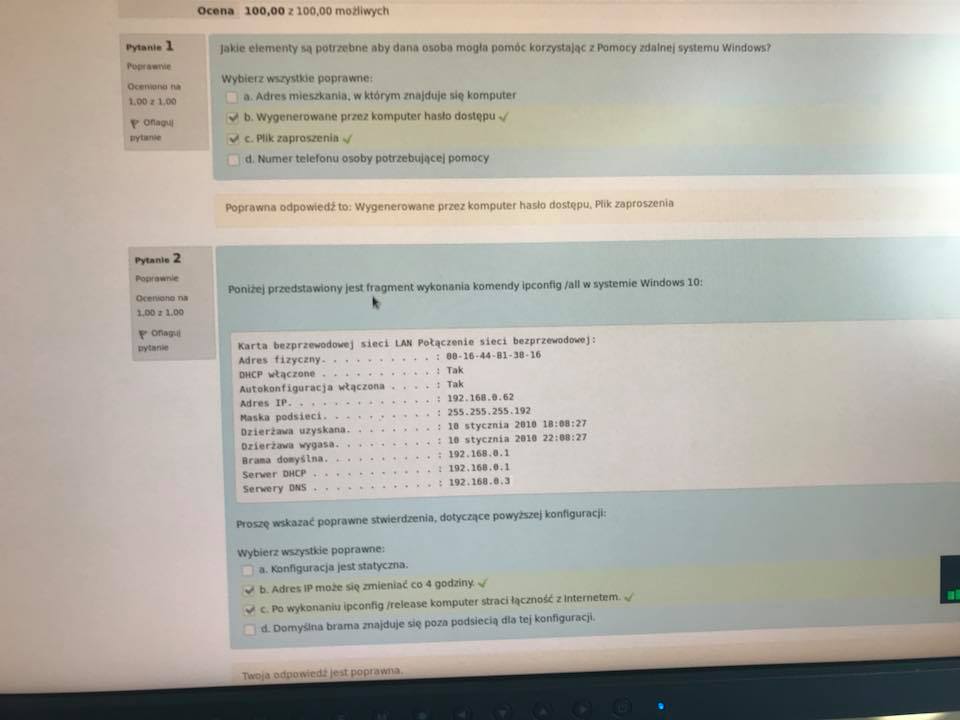 Ocena 100,00 z 100,00 możliwych
Pytanie 1
Poprawnie
Oceniono na
1,00 z 1,00
Oflaguj
pytanie
Jakie elementy są potrzebne aby dana osoba mogła pomóc korzystając z Pomocy zdalnej systemu Windows?
Wybierz wszystkie poprawne:
a. Adres mieszkania, w którym znajduje się komputer
b. Wygenerowane przez komputer hasło dostępu
c. Plik zaproszenia
d. Numer telefonu osoby potrzebującej pomocy
Poprawna odpowiedź to: Wygenerowane przez komputer hasło dostępu, Plik zaproszenia
Pytanie 2
Poprawnie
Oceniono na
1,00 z 1,00
Oflaguj
pytanie
Poniżej przedstawiony jest fragment wykonania komendy ipconfig /all w systemie Windows 10:
Karta bezprzewodowej sieci LAN Połączenie sieci bezprzewodowej:
Adres fizyczny. . . . . . . . . . : 00-16-44-81-38-16
DHCP włączone . . . . . . . . . . : Tak
Autokonfiguracja włączona . . . . : Tak
Adres IP. . . . . . . . . . . . . : 192.168.0.62
Maska podsieci. . . . . . . . . . : 255.255.255.192
Dzierżawa uzyskana. . . . . . . . : 10 stycznia 2010 18:08:27
Dzierżawa wygasa. . . . . . . . . : 10 stycznia 2010 22:08:27
Brama domyślna. . . . . . . . . . : 192.168.0.1
Serwer DHCP . . . . . . . . . . . : 192.168.0.1
Serwery DNS . . . . . . . . . . . : 192.168.0.3
Proszę wskazać poprawne stwierdzenia, dotyczące powyższej konfiguracji:
Wybierz wszystkie poprawne:
a. Konfiguracja jest statyczna.
b. Adres IP może się zmieniać co 4 godziny.
c. Po wykonaniu ipconfig /release komputer straci łączność z Internetem.
d. Domyślna brama znajduje się poza podsiecią dla tej konfiguracji.
Twoja odpowiedź jest poprawna.